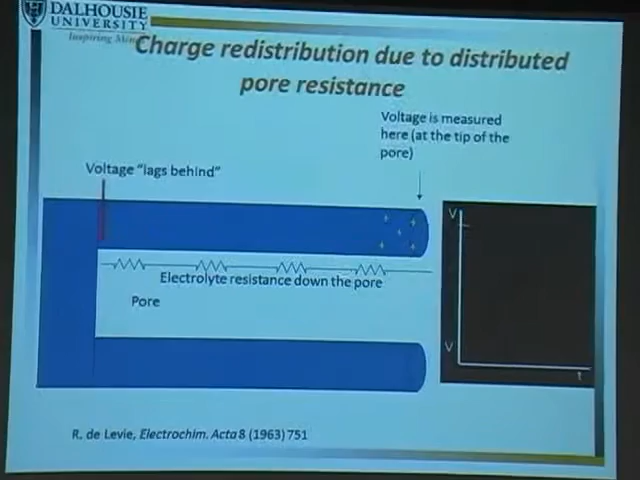 DALHOUSIE
UNIVERSITY
Inspiring
Charge redistribution due to distributed
pore resistance
Voltage is measured
here (at the tip of the
pore)
Voltage "lags behind"
V
Electrolyte resistance down the pore
Pore
V
t
R. de Levie, Electrochim. Acta 8 (1963) 751